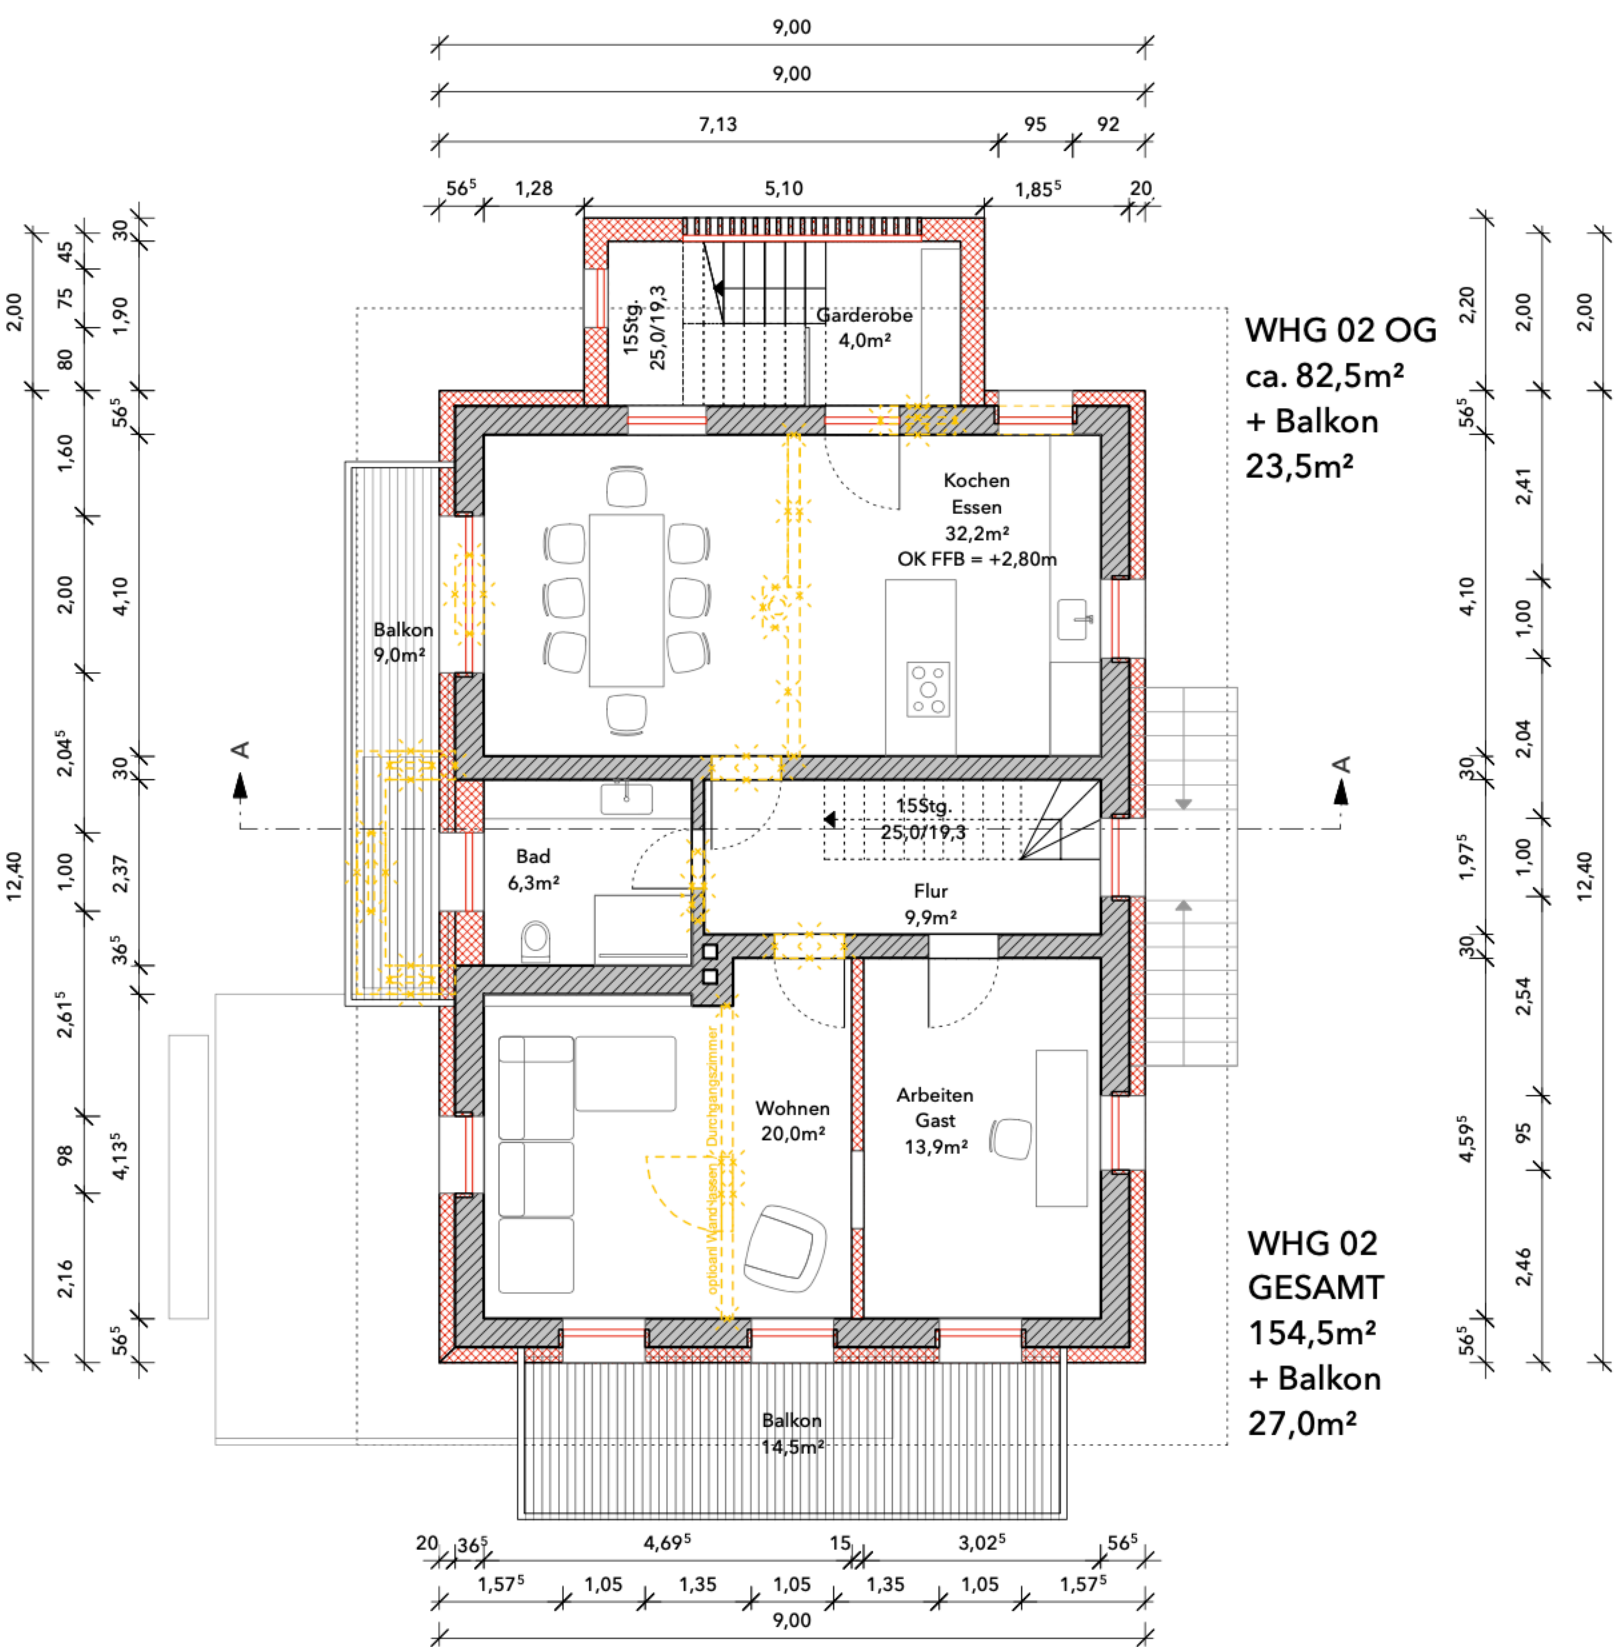 9,00
9,00
7,13
95
92
56⁵
1,28
5,10
1,85⁵
20
30
45
2,00
75
1,90
80
56⁵
1,60
2,00
4,10
2,04⁵
30
12,40
1,00
2,37
36⁵
2,61⁵
98
4,13⁵
2,16
56⁵
15Stg.
25,0/19,3
Garderobe
4,0m²
Kochen
Essen
32,2m²
OK FFB = +2,80m
Balkon
9,0m²
A
A
15Stg.
25,0/19,3
Bad
6,3m²
Flur
9,9m²
optioanl Wand lassen / Durchgangszimmer
Wohnen
20,0m²
Arbeiten
Gast
13,9m²
Balkon
14,5m²
WHG 02 OG
ca. 82,5m²
+ Balkon
23,5m²
WHG 02
GESAMT
154,5m²
+ Balkon
27,0m²
2,20
2,00
2,00
56⁵
2,41
4,10
1,00
2,04
30
1,97⁵
1,00
12,40
30
2,54
4,59⁵
95
2,46
56⁵
20
36⁵
4,69⁵
15
3,02⁵
56⁵
1,57⁵
1,05
1,35
1,05
1,35
1,05
1,57⁵
9,00